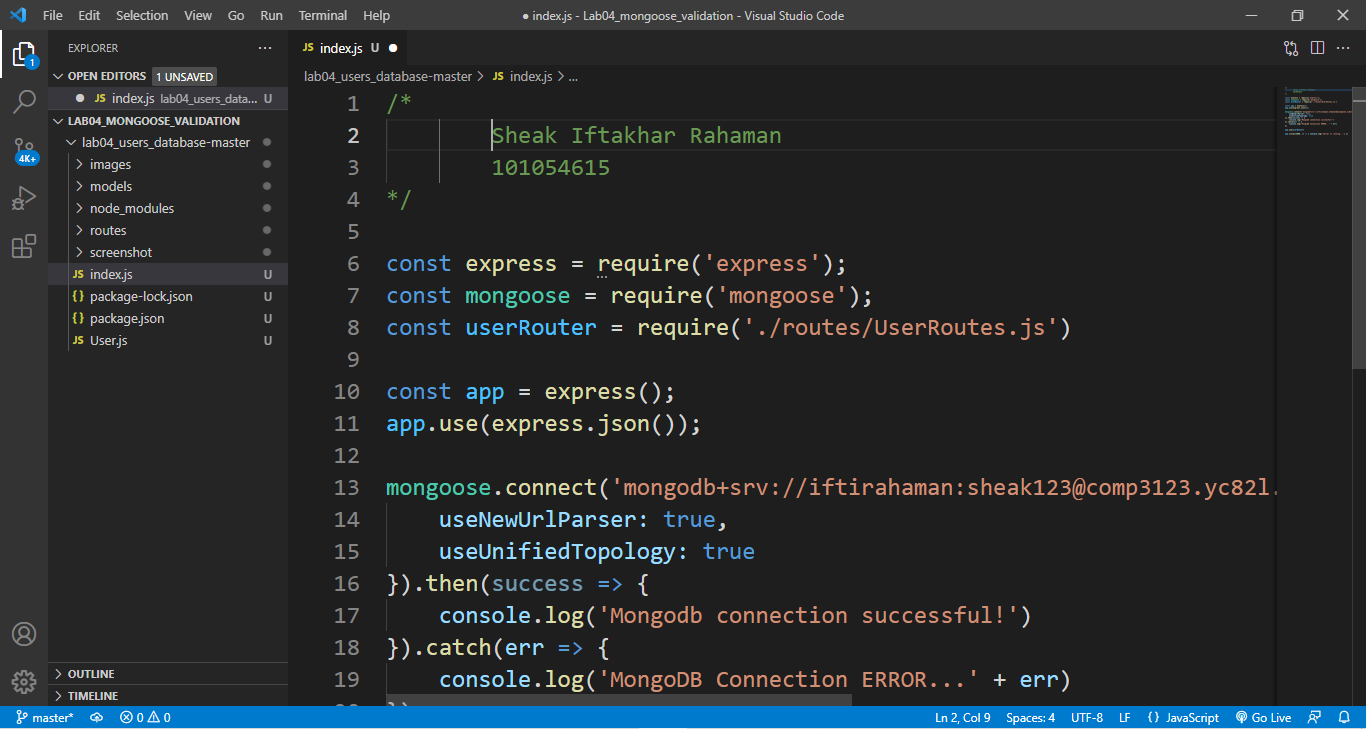 File Edit Selection View Go Run Terminal Help
● index.js - Lab04_mongoose_validation - Visual Studio Code
EXPLORER
OPEN EDITORS 1 UNSAVED
JS index.js lab04_users_data... U
LAB04_MONGOOSE_VALIDATION
lab04_users_database-master
images
models
node_modules
routes
screenshot
JS index.js U
{} package-lock.json U
{} package.json U
JS User.js U
OUTLINE
TIMELINE
1
4K+
JS index.js U
lab04_users_database-master > JS index.js > ...
1 /*
2 Sheak Iftakhar Rahaman
3 101054615
4 */
5
6 const express = require('express');
7 const mongoose = require('mongoose');
8 const userRouter = require('./routes/UserRoutes.js')
9
10 const app = express();
11 app.use(express.json());
12
13 mongoose.connect('mongodb+srv://iftirahaman:sheak123@comp3123.yc82l.
14 useNewUrlParser: true,
15 useUnifiedTopology: true
16 }).then(success => {
17 console.log('Mongodb connection successful!')
18 }).catch(err => {
19 console.log('MongoDB Connection ERROR...' + err)
master* 0 0 Ln 2, Col 9 Spaces: 4 UTF-8 LF {} JavaScript Go Live